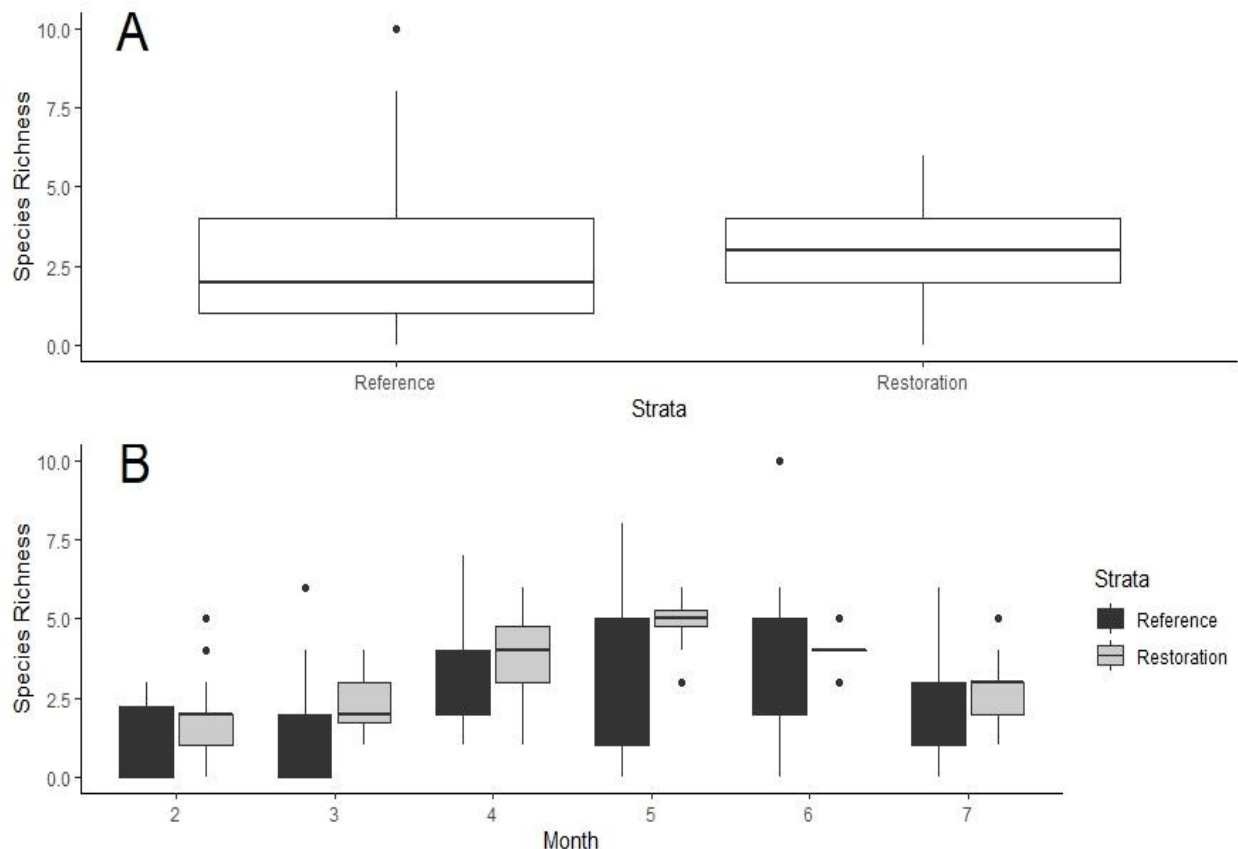 A
10.0
7.5
5.0
2.5
0.0
Species Richness
Reference Restoration
Strata
B
10.0
7.5
5.0
2.5
0.0
Species Richness
2 3 4 5 6 7
Month
Strata
Reference
Restoration